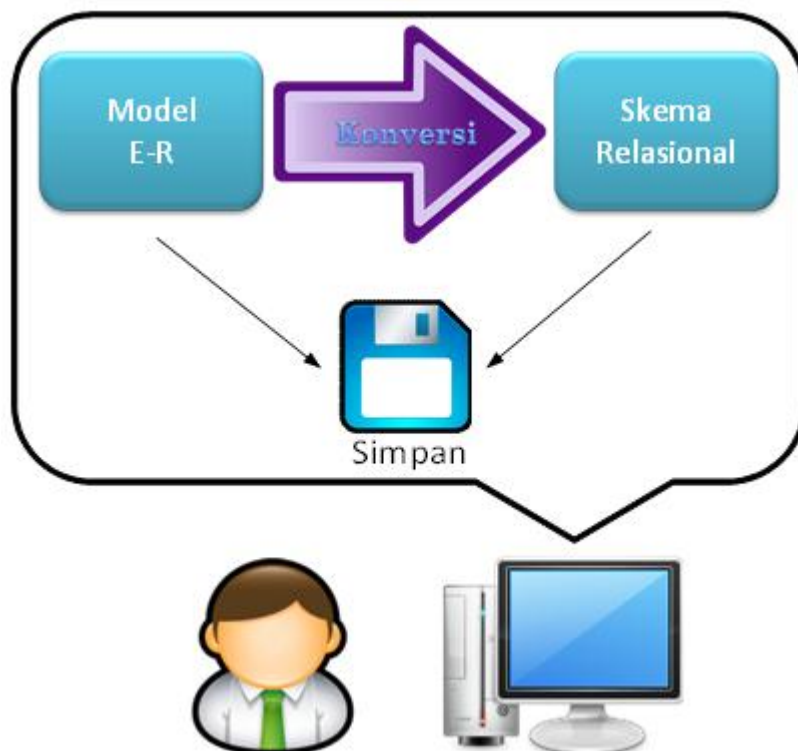 Model
E-R
Konversi
Skema
Relasional
Simpan